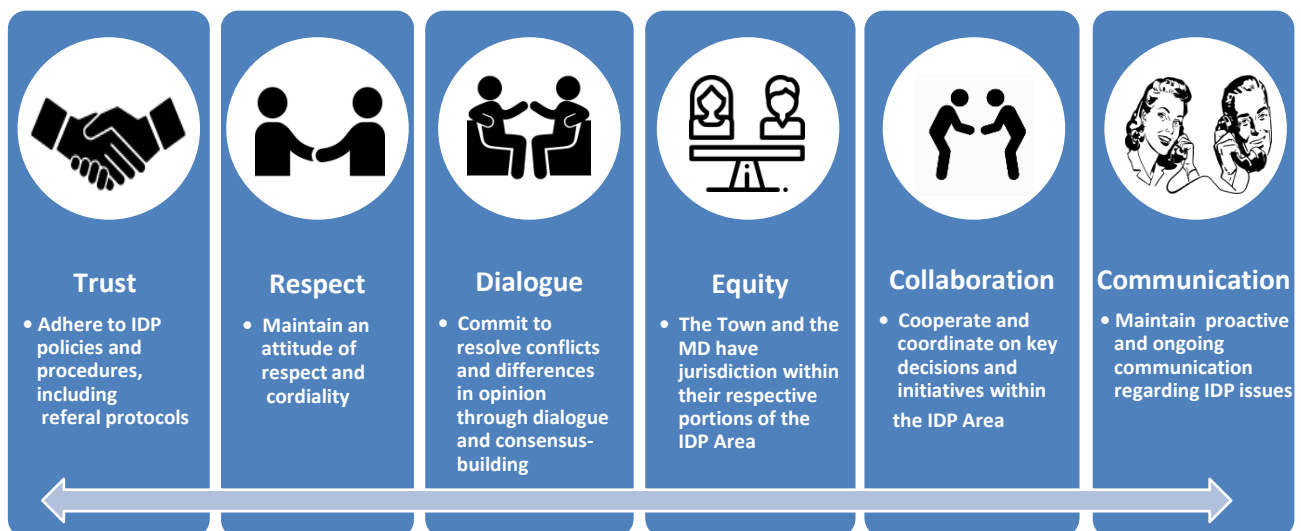 Trust
• Adhere to IDP
policies and
procedures,
including
referal protocols
Respect
• Maintain an
attitude of
respect and
cordiality
Dialogue
• Commit to
resolve conflicts
and differences
in opinion
through dialogue
and consensus-
building
Equity
• The Town and the
MD have
jurisdiction within
their respective
portions of the
IDP Area
Collaboration
• Cooperate and
coordinate on key
decisions and
initiatives within
the IDP Area
Communication
• Maintain proactive
and ongoing
communication
regarding IDP issues